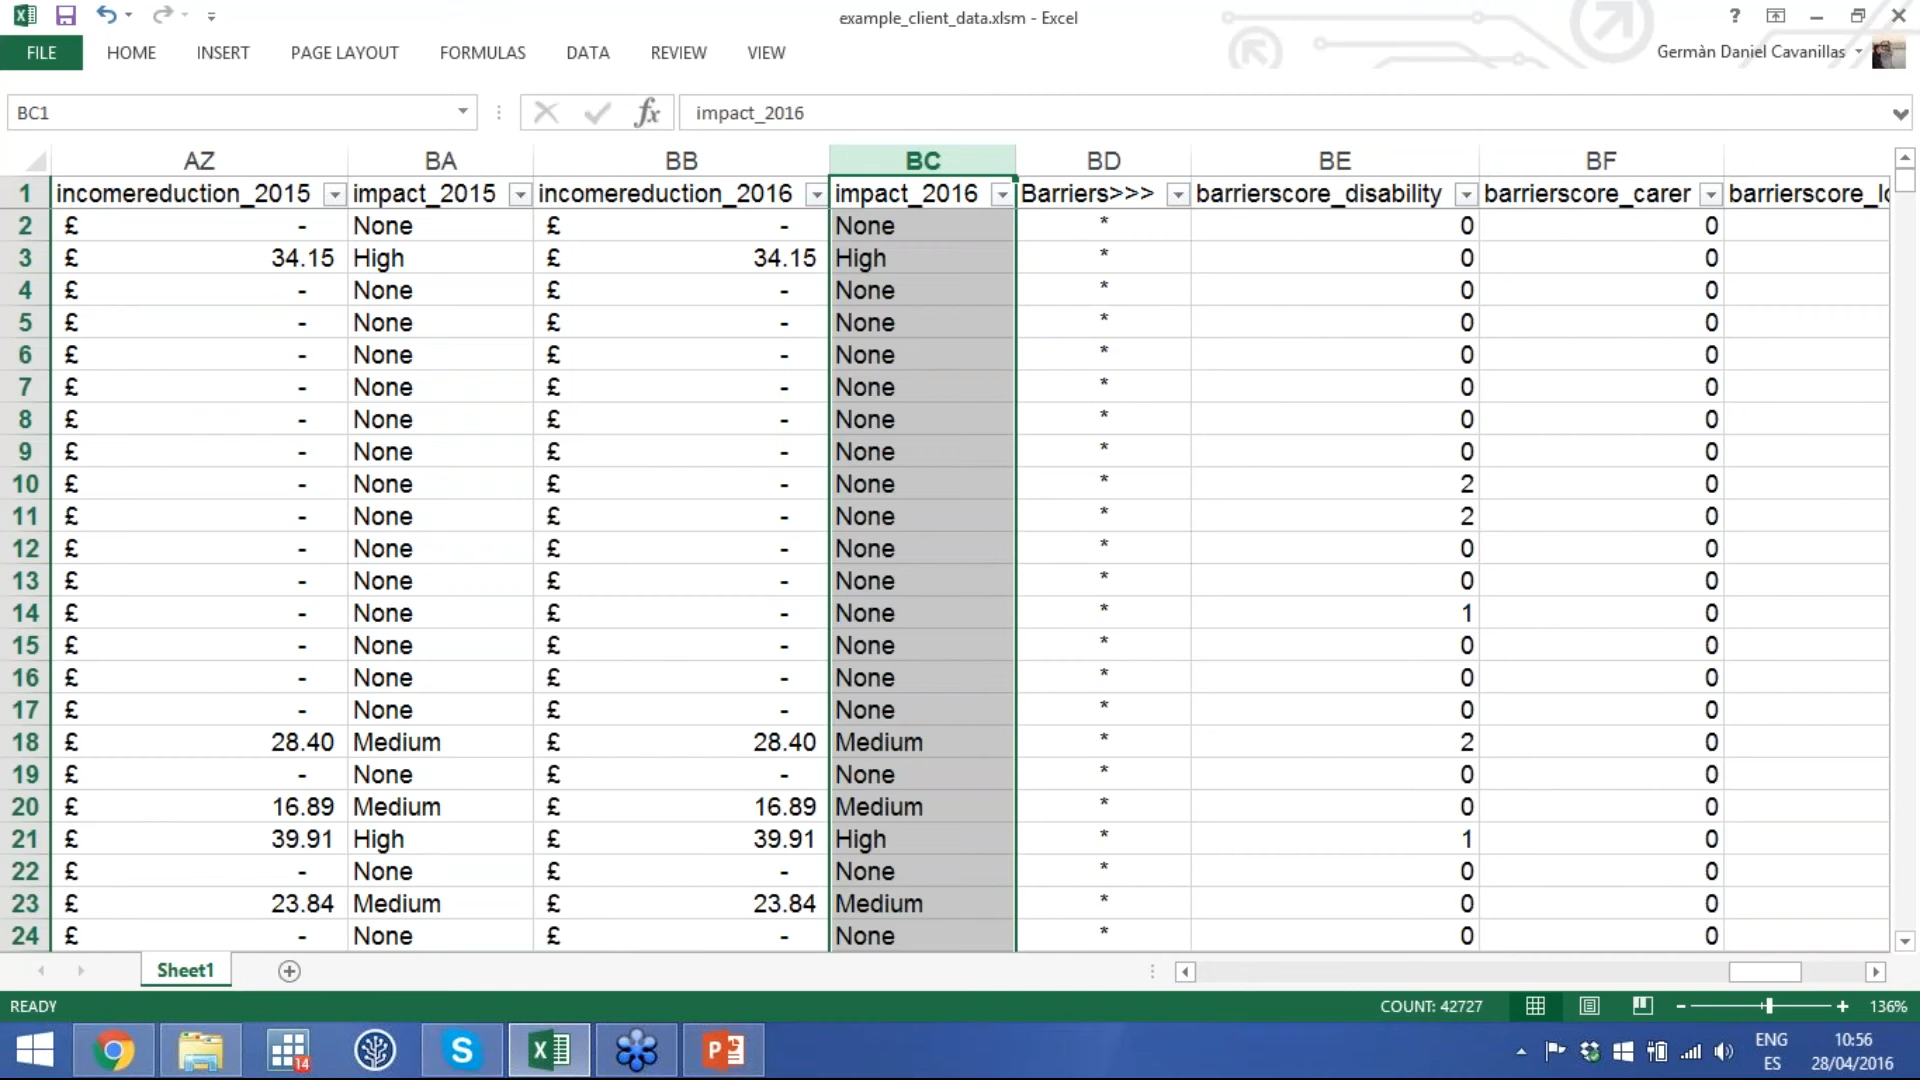 example_client_data.xlsm - Excel
?
FILE HOME INSERT PAGE LAYOUT FORMULAS DATA REVIEW VIEW
Germàn Daniel Cavanillas
BC1 fx impact_2016
AZ BA BB BC BD BE BF
1 incomereduction_2015 impact_2015 incomereduction_2016 impact_2016 Barriers>>> barrierscore_disability barrierscore_carer barrierscore_lo
2 £ - None £ - None * 0 0
3 £ 34.15 High £ 34.15 High * 0 0
4 £ - None £ - None * 0 0
5 £ - None £ - None * 0 0
6 £ - None £ - None * 0 0
7 £ - None £ - None * 0 0
8 £ - None £ - None * 0 0
9 £ - None £ - None * 0 0
10 £ - None £ - None * 2 0
11 £ - None £ - None * 2 0
12 £ - None £ - None * 0 0
13 £ - None £ - None * 0 0
14 £ - None £ - None * 1 0
15 £ - None £ - None * 0 0
16 £ - None £ - None * 0 0
17 £ - None £ - None * 0 0
18 £ 28.40 Medium £ 28.40 Medium * 2 0
19 £ - None £ - None * 0 0
20 £ 16.89 Medium £ 16.89 Medium * 0 0
21 £ 39.91 High £ 39.91 High * 1 0
22 £ - None £ - None * 0 0
23 £ 23.84 Medium £ 23.84 Medium * 0 0
24 £ - None £ - None * 0 0
Sheet1
READY COUNT: 42727 136%
14
ENG 10:56
ES 28/04/2016